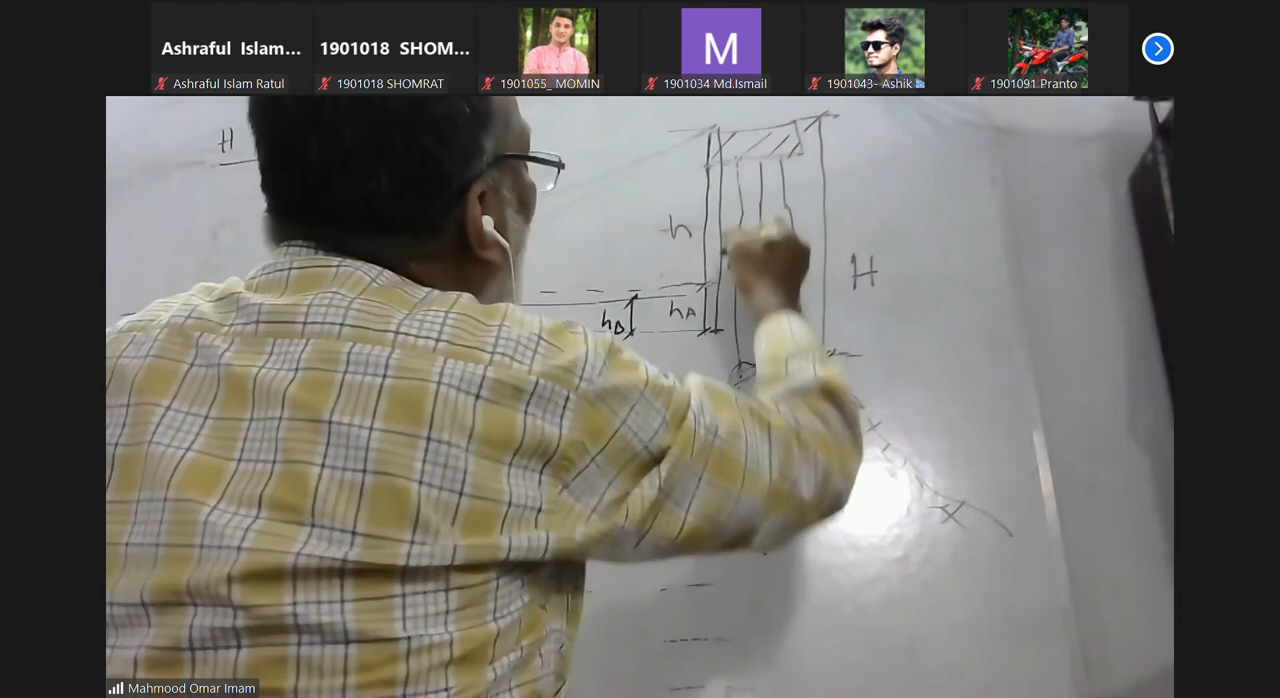 Ashraful Islam...
1901018 SHOM...
M
Ashraful Islam Ratul
1901018 SHOMRAT
1901055_ MOMIN
1901034 Md.Ismail
1901043- Ashik
1901091 Pranto
H
h
H
hB
hA
Mahmood Omar Imam